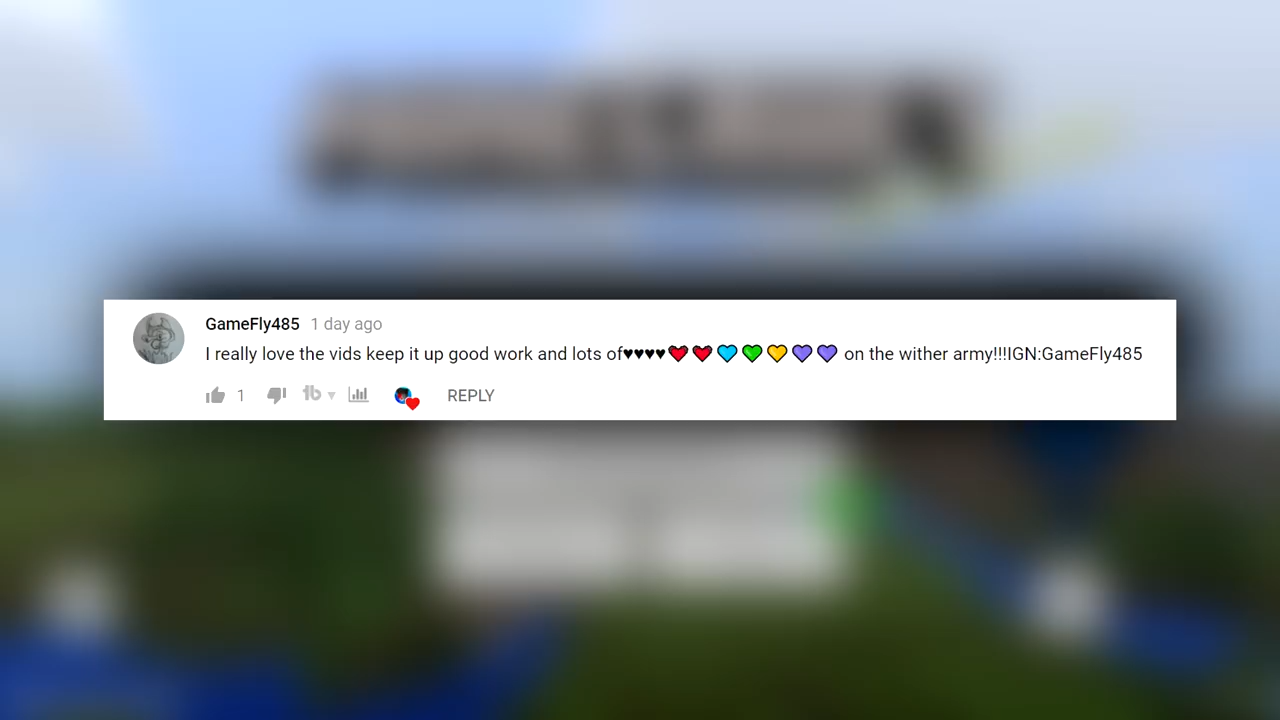 GameFly485 1 day ago
I really love the vids keep it up good work and lots of♥♥♥♥❤❤💙💚💛💜💜 on the wither army!!!IGN:GameFly485
1 tb REPLY